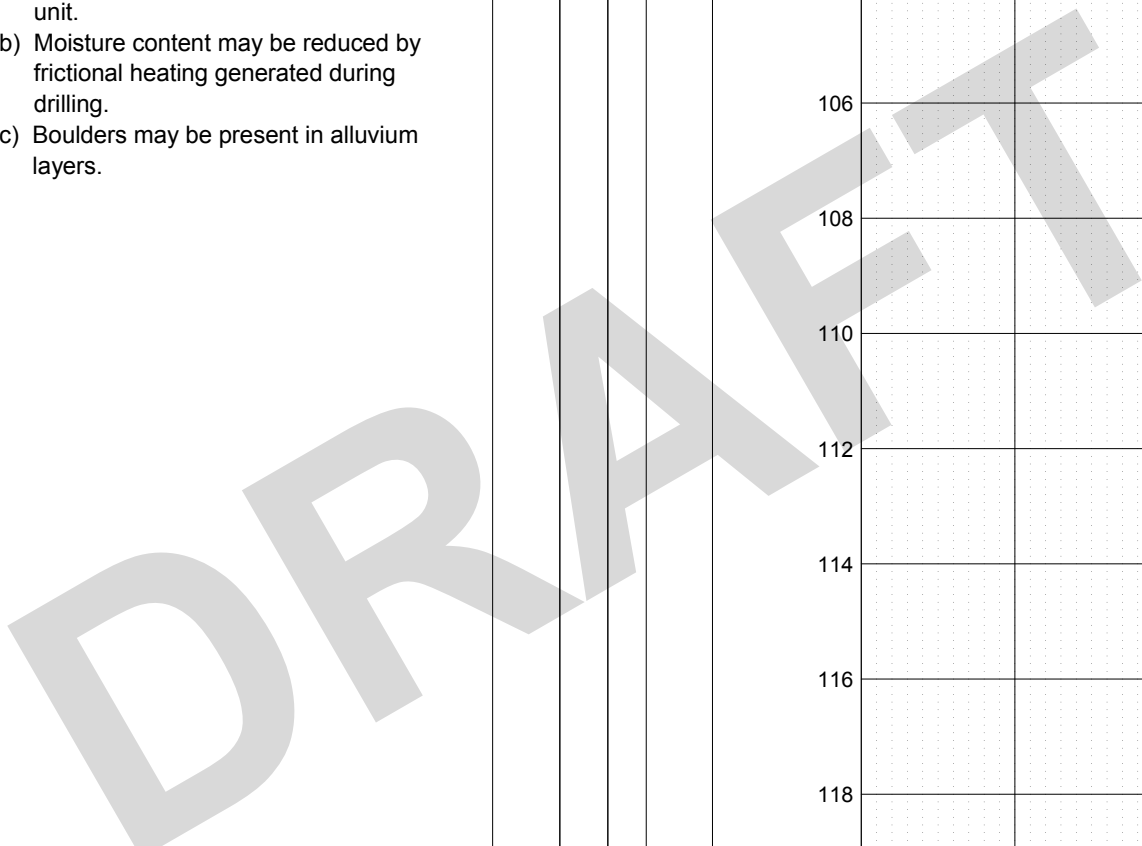 unit.
b) Moisture content may be reduced by
frictional heating generated during
drilling.
c) Boulders may be present in alluvium
layers.
106
108
110
112
114
116
118
DRAFT